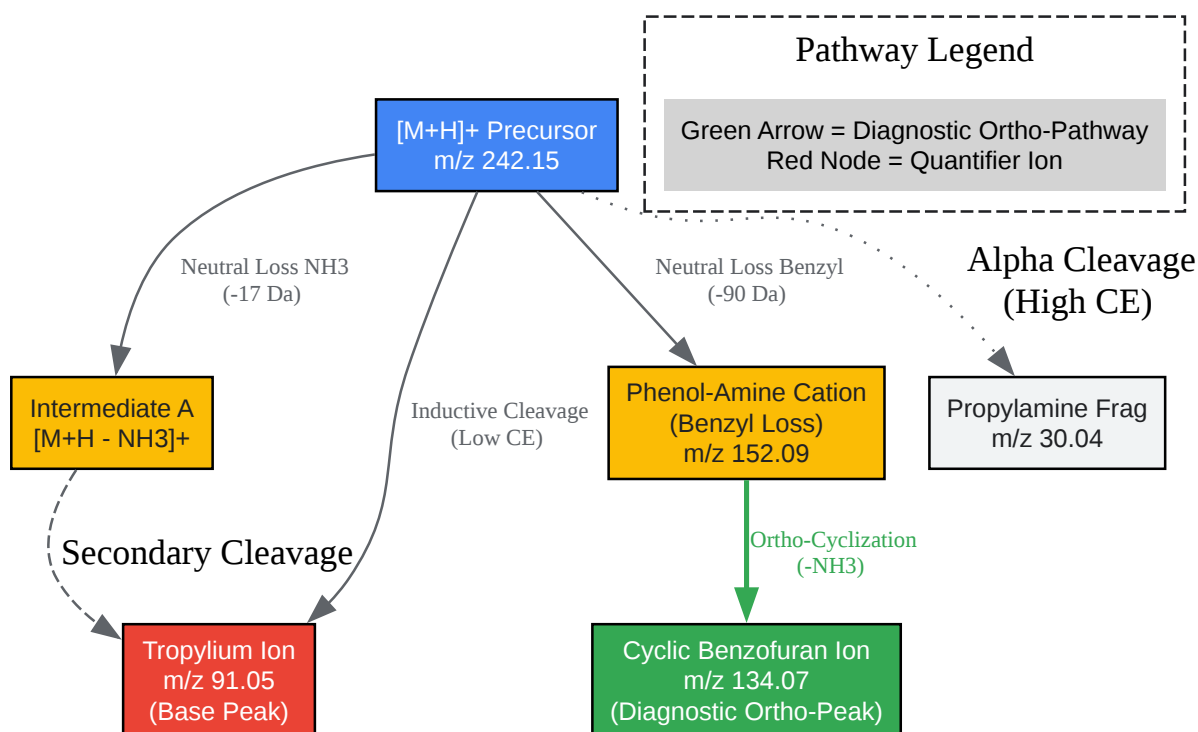 Pathway Legend
Green Arrow = Diagnostic Ortho-Pathway
Red Node = Quantifier Ion
[M+H]+ Precursor
m/z 242.15
Neutral Loss NH3
(-17 Da)
Neutral Loss Benzyl
(-90 Da)
Alpha Cleavage
(High CE)
Intermediate A
[M+H - NH3]+
Inductive Cleavage
(Low CE)
Phenol-Amine Cation
(Benzyl Loss)
m/z 152.09
Propylamine Frag
m/z 30.04
Secondary Cleavage
Ortho-Cyclization
(-NH3)
Tropylium Ion
m/z 91.05
(Base Peak)
Cyclic Benzofuran Ion
m/z 134.07
(Diagnostic Ortho-Peak)